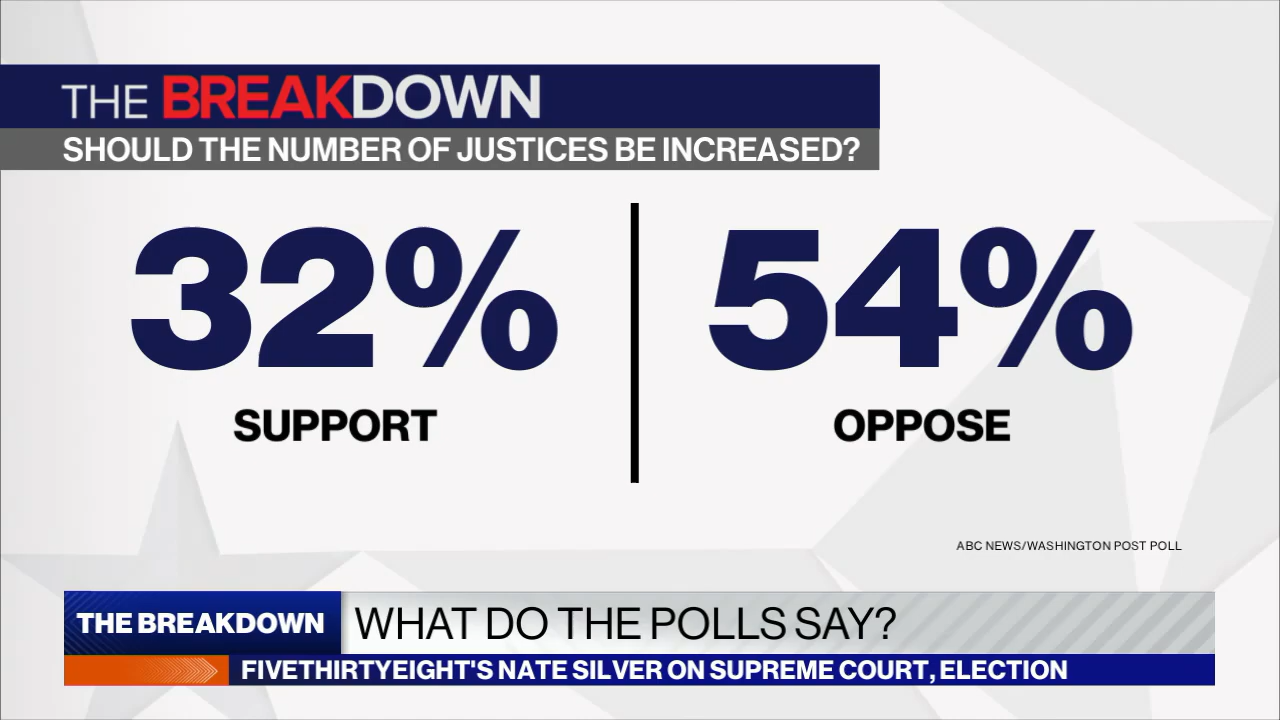 THE BREAKDOWN
SHOULD THE NUMBER OF JUSTICES BE INCREASED?
32% 54%
SUPPORT OPPOSE
ABC NEWS/WASHINGTON POST POLL
THE BREAKDOWN WHAT DO THE POLLS SAY?
FIVETHIRTYEIGHT'S NATE SILVER ON SUPREME COURT, ELECTION